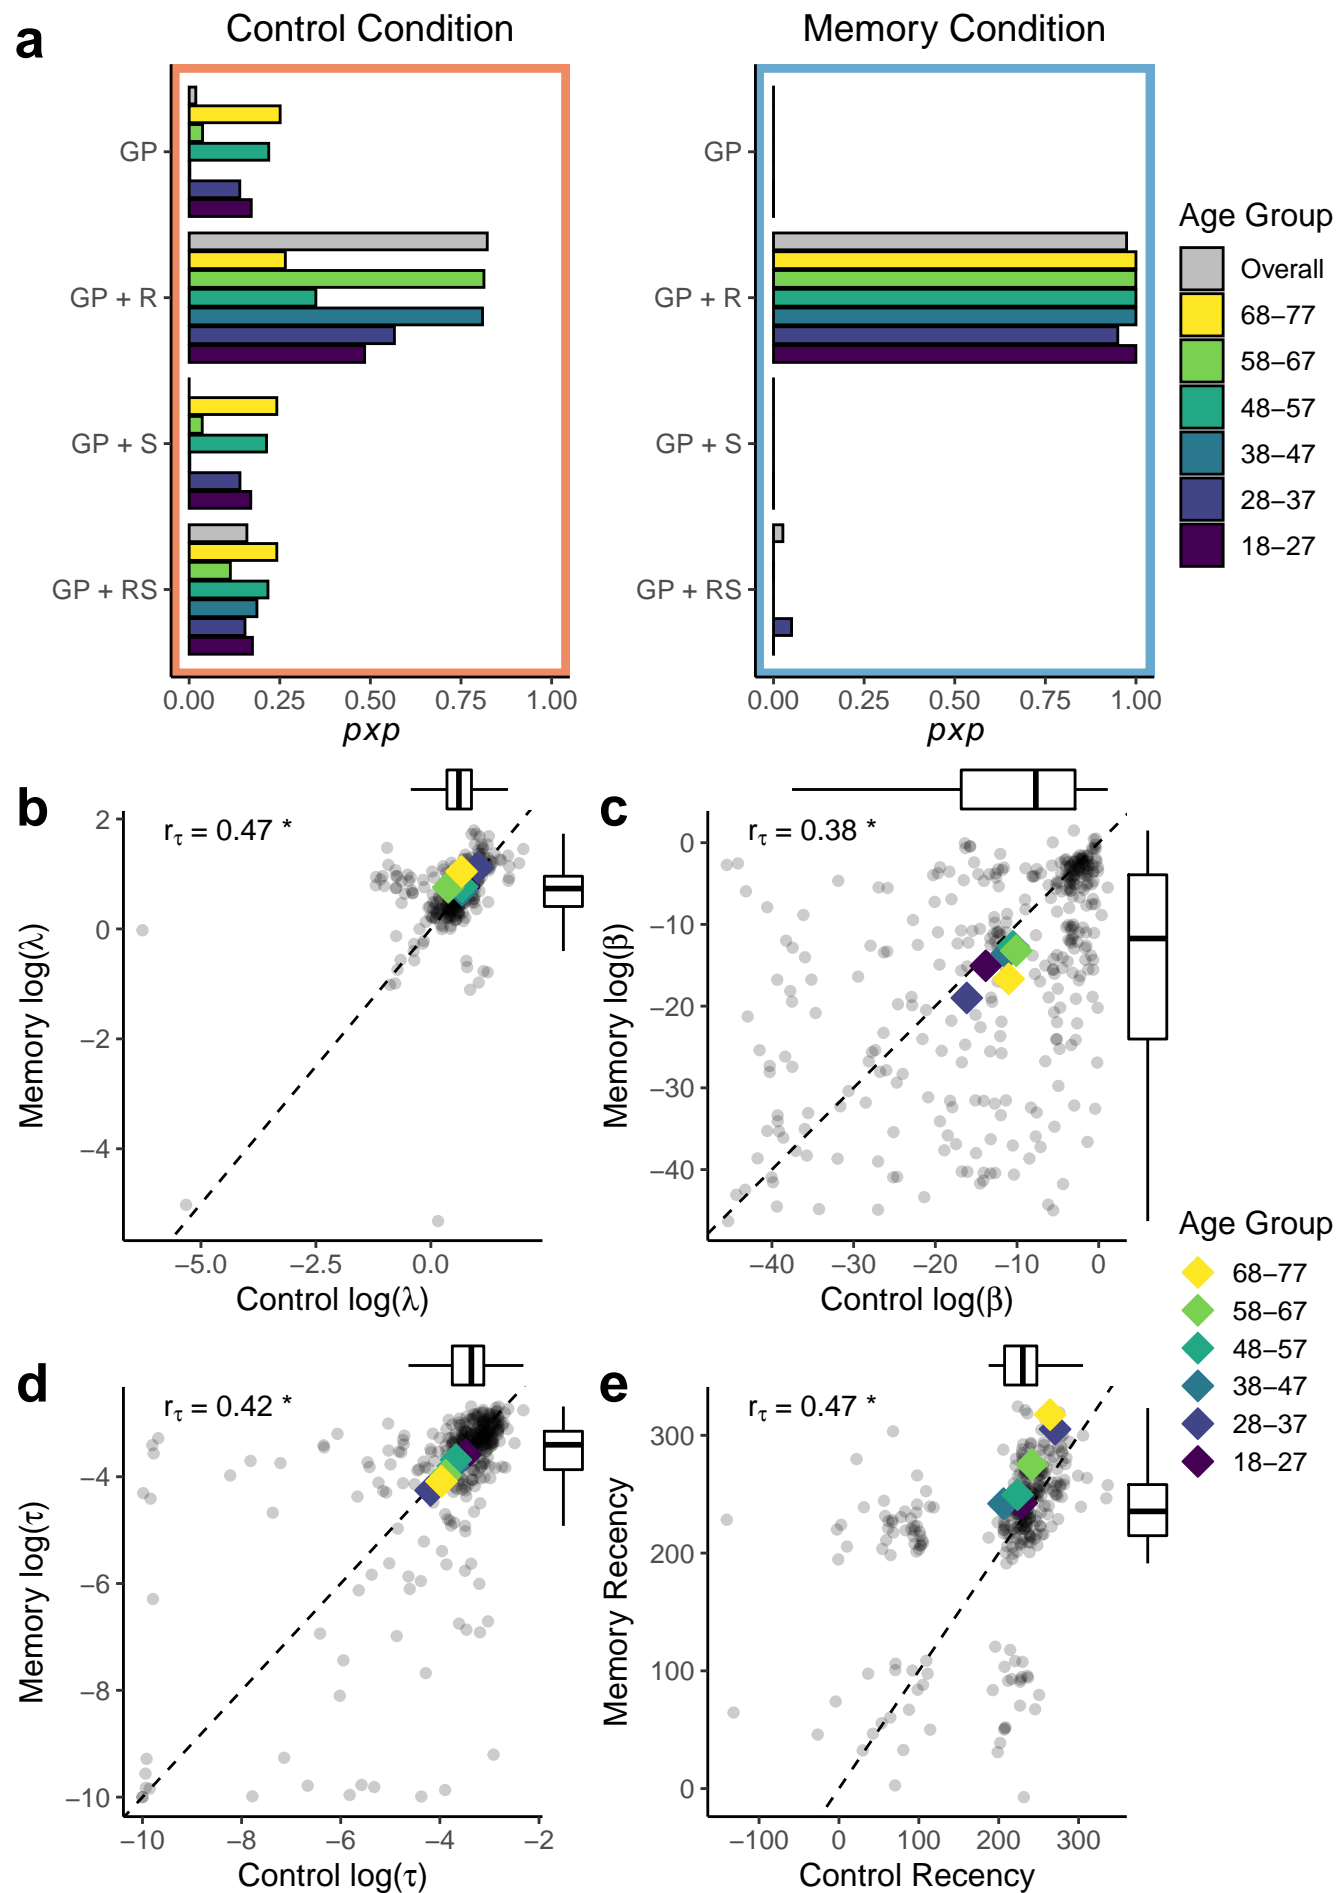 a
Control Condition
Memory Condition
GP
GP + R
GP + S
GP + RS
0.00 0.25 0.50 0.75 1.00
pxp
GP
GP + R
GP + S
GP + RS
0.00 0.25 0.50 0.75 1.00
pxp
Age Group
Overall
68−77
58−67
48−57
38−47
28−37
18−27
b
rτ = 0.47 *
2
0
−2
−4
Memory log(λ)
−5.0 −2.5 0.0
Control log(λ)
c
rτ = 0.38 *
0
−10
−20
−30
−40
Memory log(β)
−40 −30 −20 −10 0
Control log(β)
Age Group
68−77
58−67
48−57
38−47
28−37
18−27
d
rτ = 0.42 *
−4
−6
−8
−10
Memory log(τ)
−10 −8 −6 −4 −2
Control log(τ)
e
rτ = 0.47 *
300
200
100
0
Memory Recency
−100 0 100 200 300
Control Recency